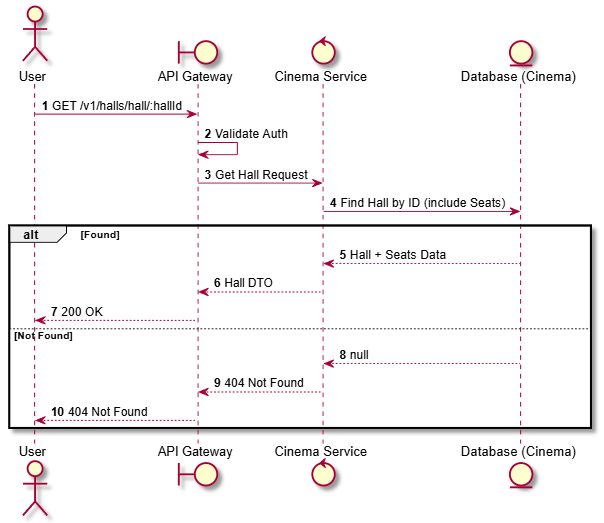 User
API Gateway
Cinema Service
Database (Cinema)
1 GET /v1/halls/hall/:hallId
2 Validate Auth
3 Get Hall Request
4 Find Hall by ID (include Seats)
alt [Found]
5 Hall + Seats Data
6 Hall DTO
7 200 OK
[Not Found]
8 null
9 404 Not Found
10 404 Not Found
User
API Gateway
Cinema Service
Database (Cinema)